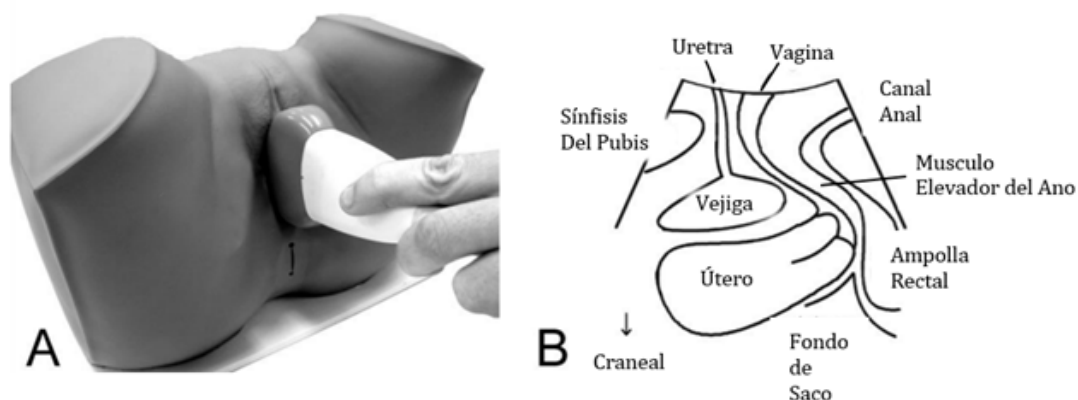 A
B
Uretra
Vagina
Sínfisis
Del Pubis
Canal
Anal
Musculo
Elevador del Ano
Vejiga
Útero
Ampolla
Rectal
↓
Craneal
Fondo
de
Saco